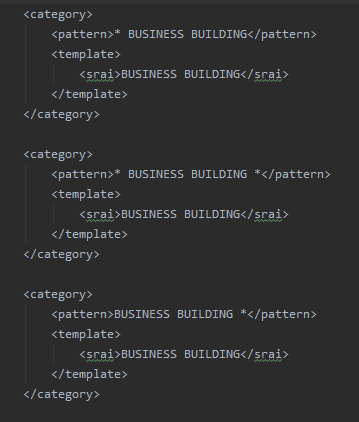 <category>
<pattern>* BUSINESS BUILDING</pattern>
<template>
<srai>BUSINESS BUILDING</srai>
</template>
</category>
<category>
<pattern>* BUSINESS BUILDING *</pattern>
<template>
<srai>BUSINESS BUILDING</srai>
</template>
</category>
<category>
<pattern>BUSINESS BUILDING *</pattern>
<template>
<srai>BUSINESS BUILDING</srai>
</template>
</category>